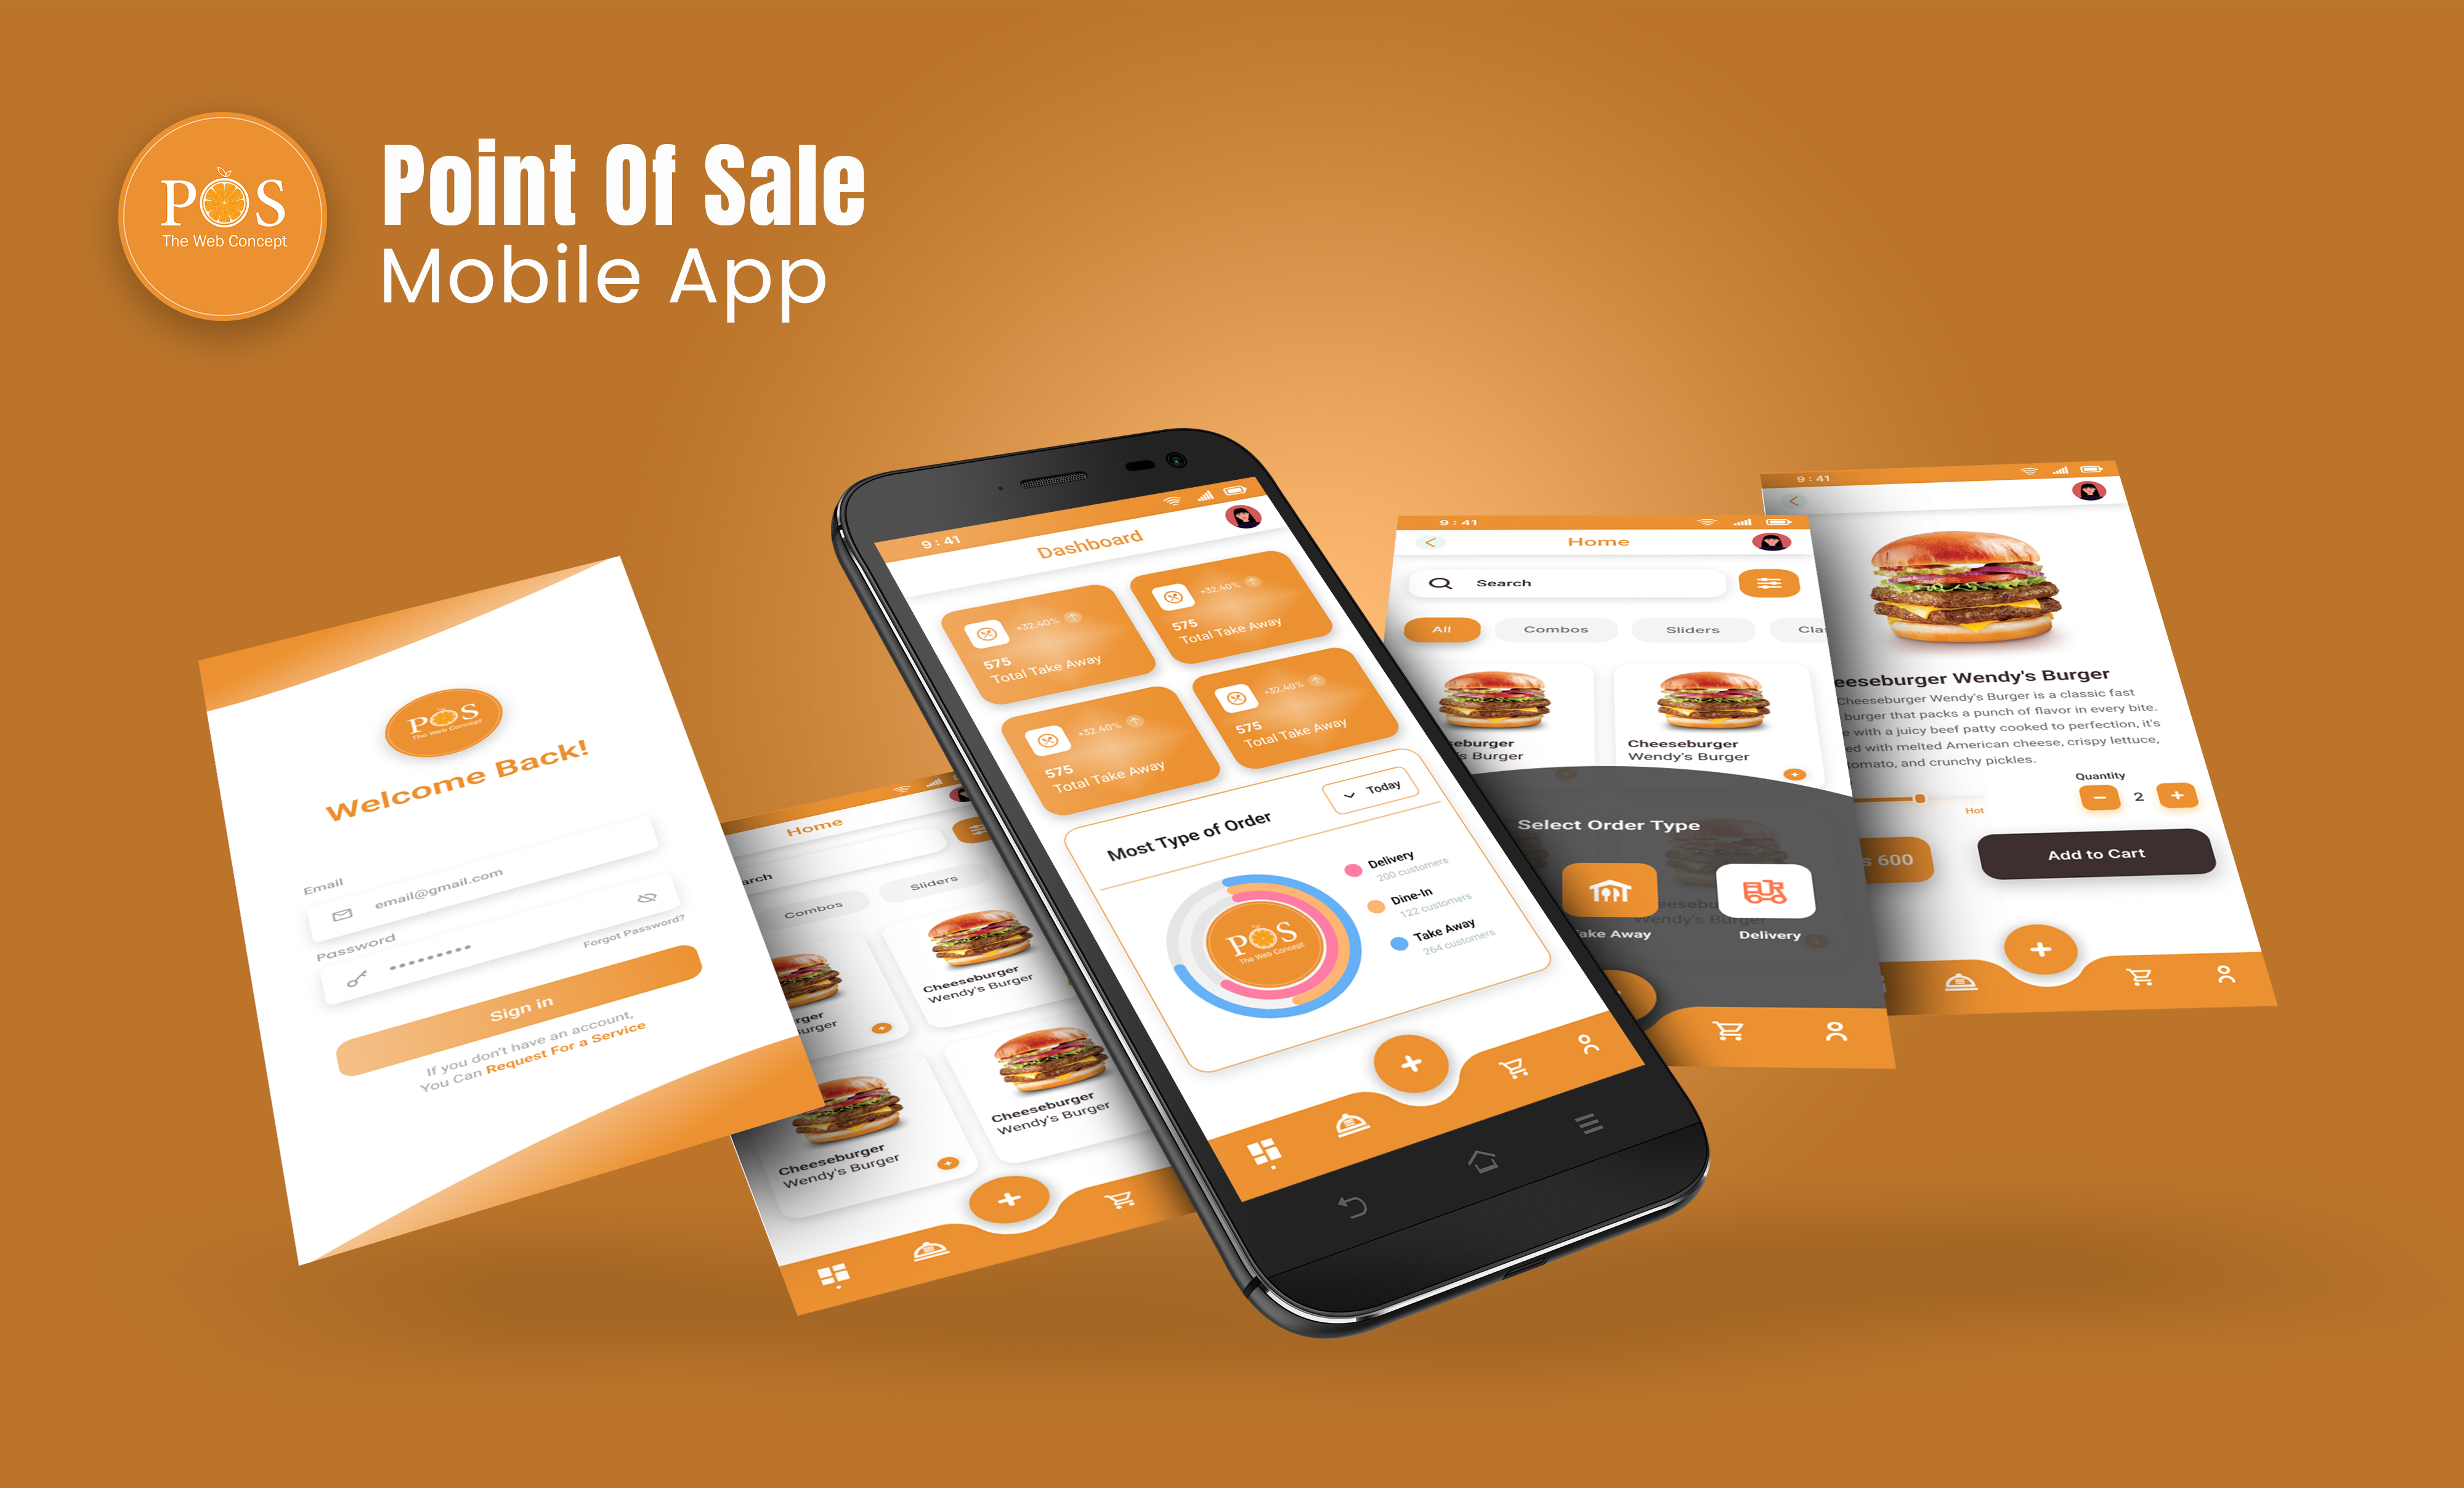 POS
The Web Concept
Point Of Sale
Mobile App
POS
The Web Concept
Welcome Back!
Email
email@gmail.com
Password
Forgot Password?
Sign in
If you don't have an account,
You Can Request For a Service
Home
Combos
Sliders
Cheeseburger
Wendy's Burger
Cheeseburger
Wendy's Burger
Cheeseburger
Wendy's Burger
9:41
Dashboard
+32.40%
575
Total Take Away
+32.40%
575
Total Take Away
+32.40%
575
Total Take Away
+32.40%
575
Total Take Away
Most Type of Order
Today
POS
The Web Concept
Delivery
200 customers
Dine-In
122 customers
Take Away
264 customers
9:41
Home
Search
All
Combos
Sliders
Cla
eburger
's Burger
Cheeseburger
Wendy's Burger
Select Order Type
ake Away
Delivery
9:41
eeseburger Wendy's Burger
Cheeseburger Wendy's Burger is a classic fast
burger that packs a punch of flavor in every bite.
e with a juicy beef patty cooked to perfection, it's
ed with melted American cheese, crispy lettuce,
tomato, and crunchy pickles.
Quantity
Hot
2
s 600
Add to Cart